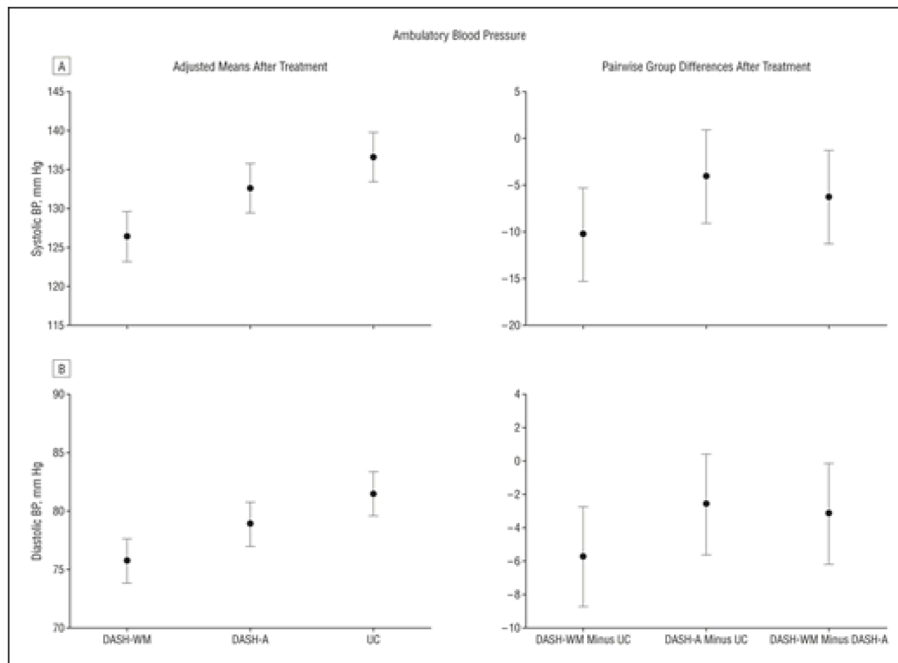 Ambulatory Blood Pressure
A
Adjusted Means After Treatment
Pairwise Group Differences After Treatment
Systolic BP, mm Hg
145
140
135
130
125
120
115
5
0
−5
−10
−15
−20
B
Diastolic BP, mm Hg
90
85
80
75
70
DASH-WM
DASH-A
UC
4
2
0
−2
−4
−6
−8
−10
DASH-WM Minus UC
DASH-A Minus UC
DASH-WM Minus DASH-A